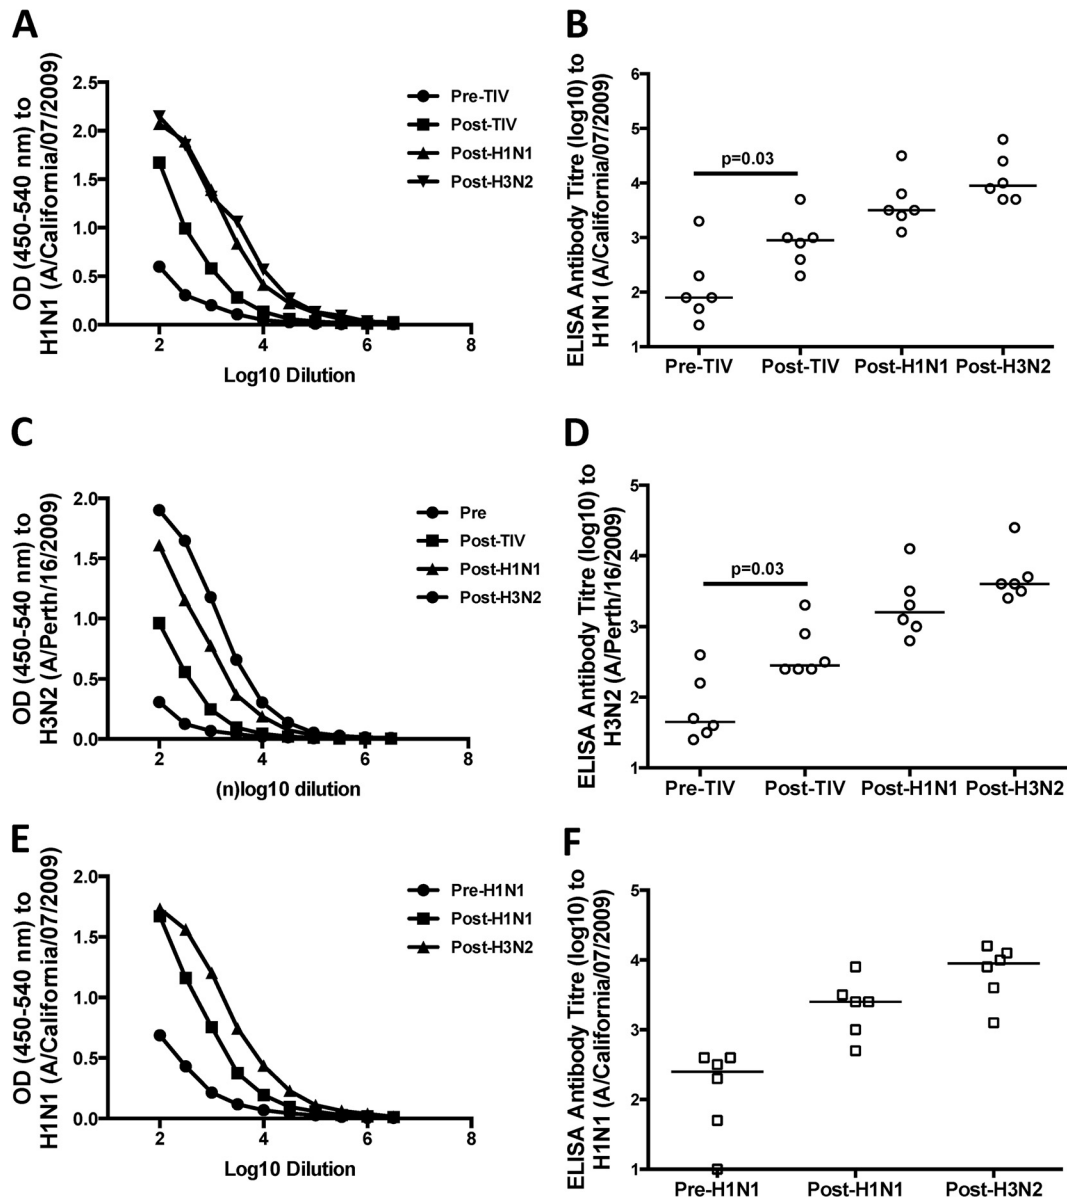 A
OD (450-540 nm) to
H1N1 (A/California/07/2009)
2.5
2.0
1.5
1.0
0.5
0.0
2
4
6
8
Log10 Dilution
Pre-TIV
Post-TIV
Post-H1N1
Post-H3N2
B
ELISA Antibody Titre (log10) to
H1N1 (A/California/07/2009)
6
5
4
3
2
1
p=0.03
Pre-TIV
Post-TIV
Post-H1N1
Post-H3N2
C
OD (450-540 nm) to
H3N2 (A/Perth/16/2009)
2.0
1.5
1.0
0.5
0.0
2
4
6
8
(n)log10 dilution
Pre
Post-TIV
Post-H1N1
Post-H3N2
D
ELISA Antibody Titre (log10) to
H3N2 (A/Perth/16/2009)
5
4
3
2
1
p=0.03
Pre-TIV
Post-TIV
Post-H1N1
Post-H3N2
E
OD (450-540 nm) to
H1N1 (A/California/07/2009)
2.0
1.5
1.0
0.5
0.0
2
4
6
8
Log10 Dilution
Pre-H1N1
Post-H1N1
Post-H3N2
F
ELISA Antibody Titre (log10) to
H1N1 (A/California/07/2009)
5
4
3
2
1
Pre-H1N1
Post-H1N1
Post-H3N2